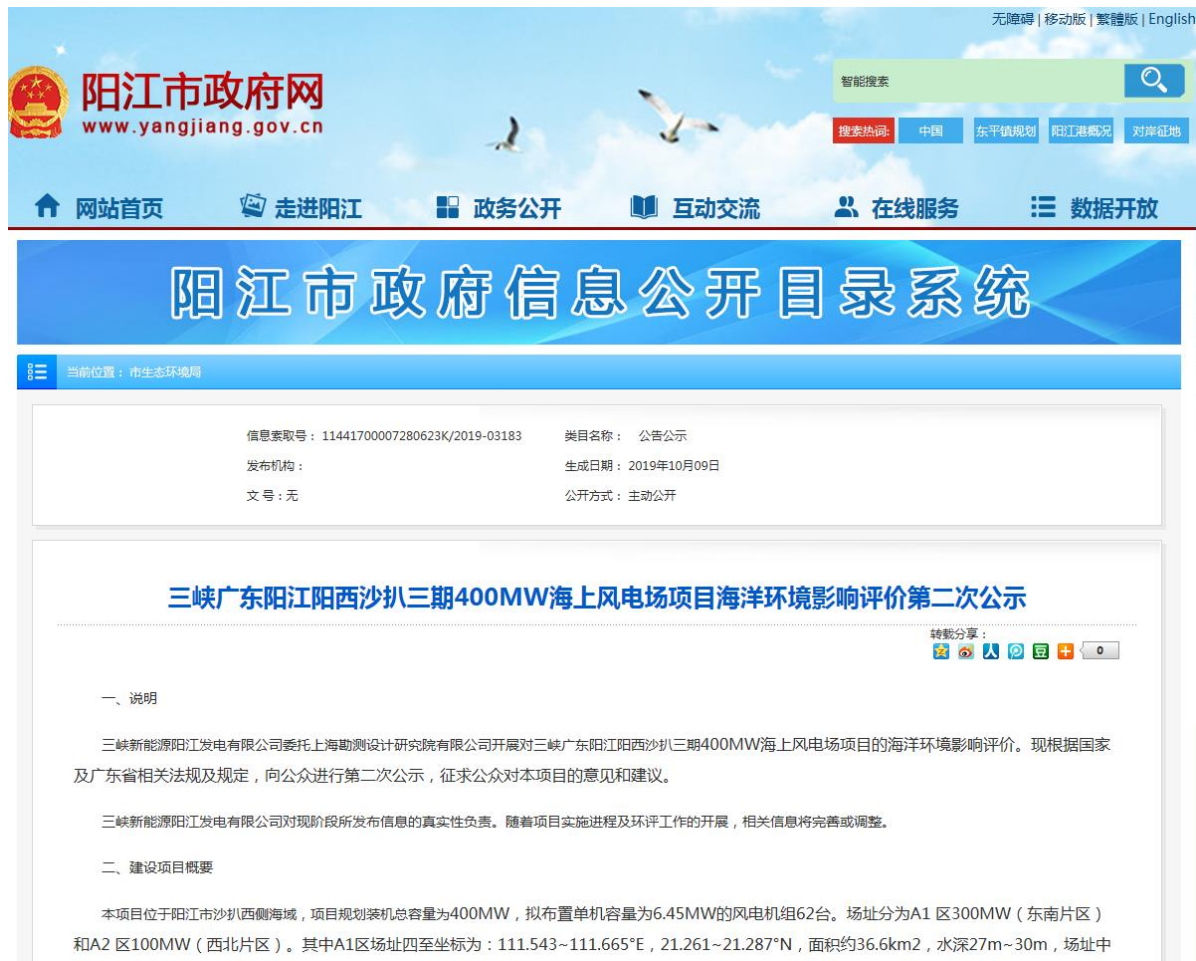 无障碍 | 移动版 | 繁體版 | English
阳江市政府网
www.yangjiang.gov.cn
智能搜索
搜索热词: 中国 东平镇规划 阳江港概况 对岸征地
网站首页 走进阳江 政务公开 互动交流 在线服务 数据开放
阳江市政府信息公开目录系统
当前位置：市生态环境局
信息索取号：11441700007280623K/2019-03183 类目名称： 公告公示
发布机构： 生成日期：2019年10月09日
文 号：无 公开方式：主动公开
三峡广东阳江阳西沙扒三期400MW海上风电场项目海洋环境影响评价第二次公示
转载分享：
人 豆 + 0
一、说明
三峡新能源阳江发电有限公司委托上海勘测设计研究院有限公司开展对三峡广东阳江阳西沙扒三期400MW海上风电场项目的海洋环境影响评价。现根据国家
及广东省相关法规及规定，向公众进行第二次公示，征求公众对本项目的意见和建议。
三峡新能源阳江发电有限公司对现阶段所发布信息的真实性负责。随着项目实施进程及环评工作的开展，相关信息将完善或调整。
二、建设项目概要
本项目位于阳江市沙扒西侧海域，项目规划装机总容量为400MW，拟布置单机容量为6.45MW的风电机组62台。场址分为A1 区300MW（东南片区）
和A2 区100MW（西北片区）。其中A1区场址四至坐标为：111.543~111.665°E，21.261~21.287°N，面积约36.6km2，水深27m~30m，场址中